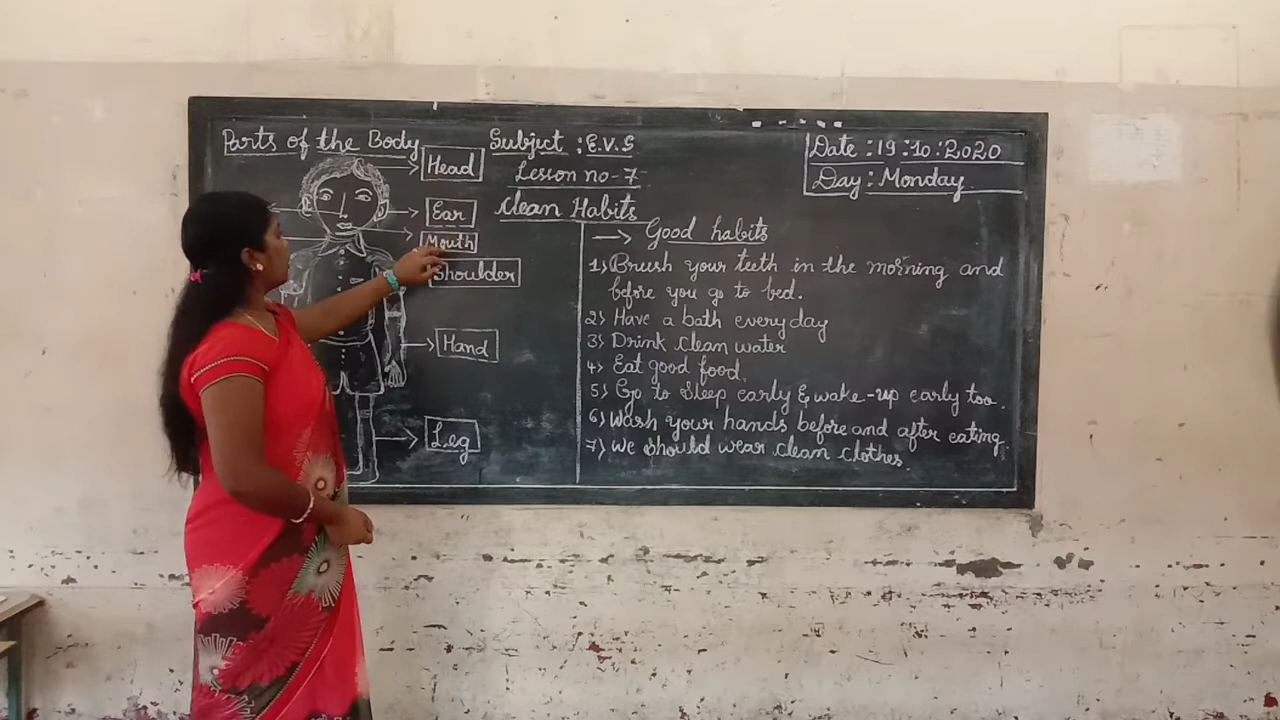 Parts of the Body
Head
Ear
Mouth
Shoulder
Hand
Leg
Subject : E.V.S
Lesson no-7
Clean Habits
Date : 19:10:2020
Day : Monday
→ Good habits
1) Brush your teeth in the morning and
before you go to bed.
2) Have a bath everyday
3) Drink clean water
4) Eat good food.
5) Go to sleep early & wake-up early too.
6) Wash your hands before and after eating.
7) We should wear clean clothes.